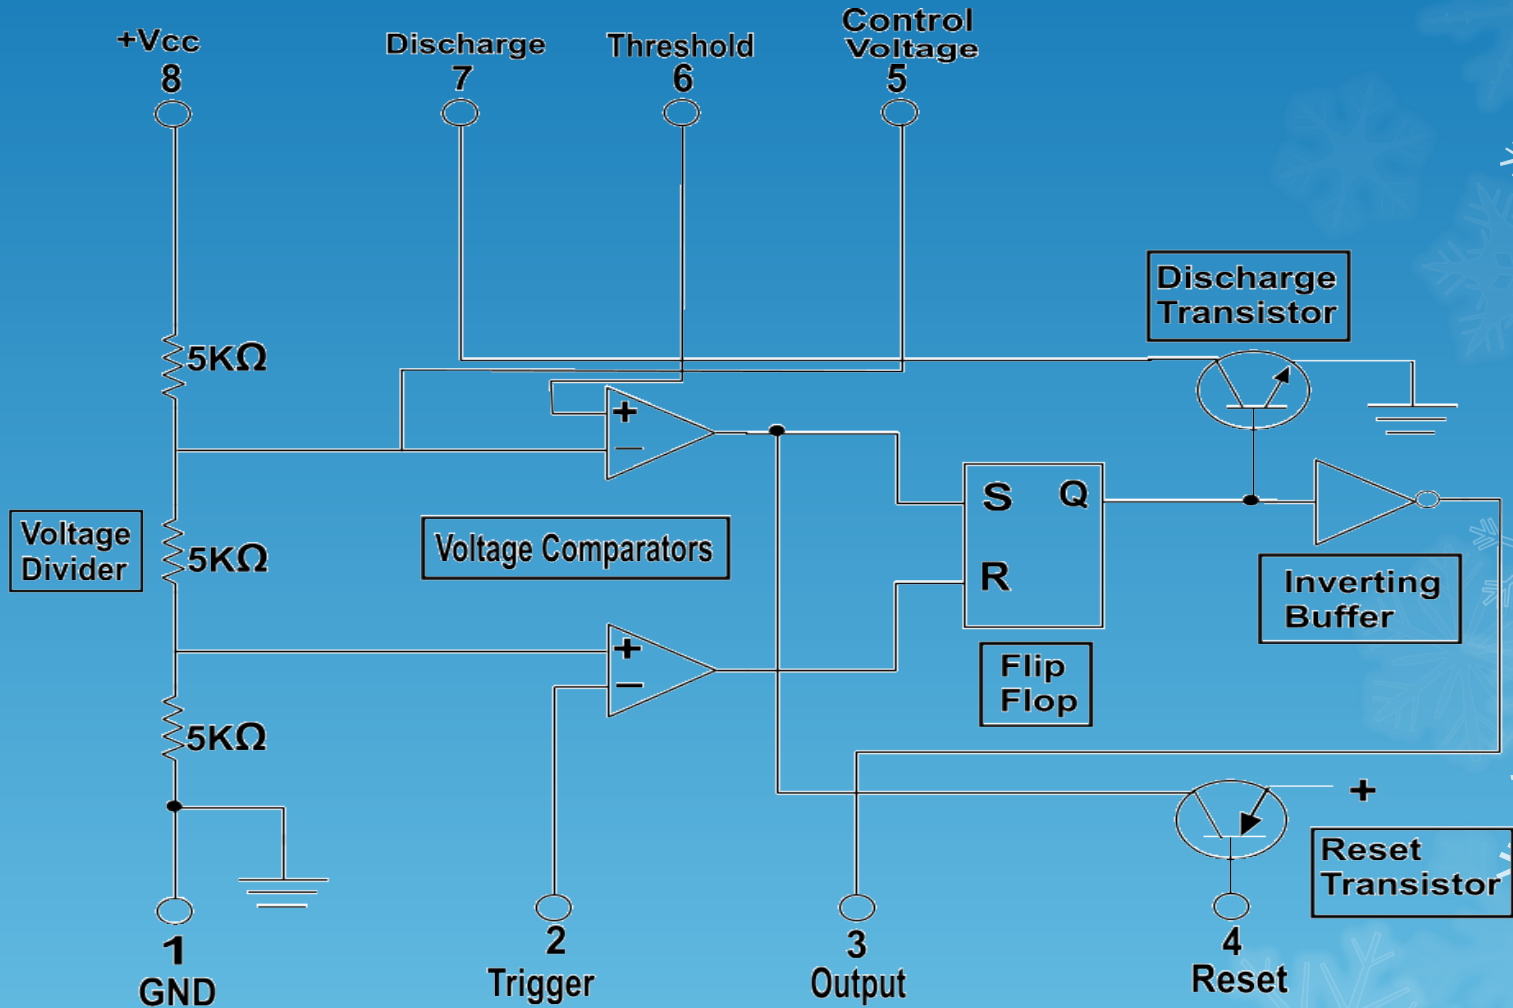 +Vcc
8
Discharge
7
Threshold
6
Control
Voltage
5
Discharge
Transistor
5KΩ
+
−
S
Q
R
Voltage
Divider
5KΩ
Voltage Comparators
Inverting
Buffer
+
−
Flip
Flop
5KΩ
+
Reset
Transistor
1
GND
2
Trigger
3
Output
4
Reset